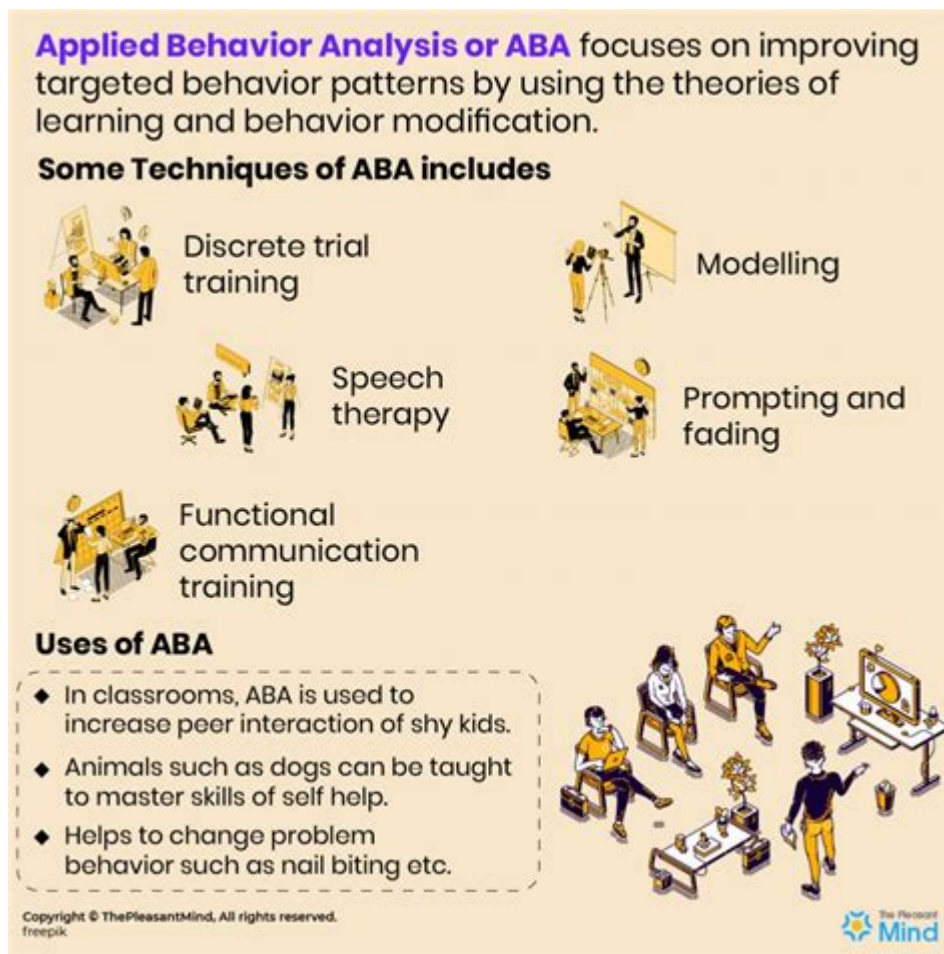 Applied Behavior Analysis or ABA focuses on improving
targeted behavior patterns by using the theories of
learning and behavior modification.
Some Techniques of ABA includes
Discrete trial
training
Modelling
Speech
therapy
Prompting and
fading
Functional
communication
training
Uses of ABA
◆ In classrooms, ABA is used to
increase peer interaction of shy kids.
◆ Animals such as dogs can be taught
to master skills of self help.
◆ Helps to change problem
behavior such as nail biting etc.
Copyright © ThePleasantMind, All rights reserved.
freepik
The Pleasant
Mind